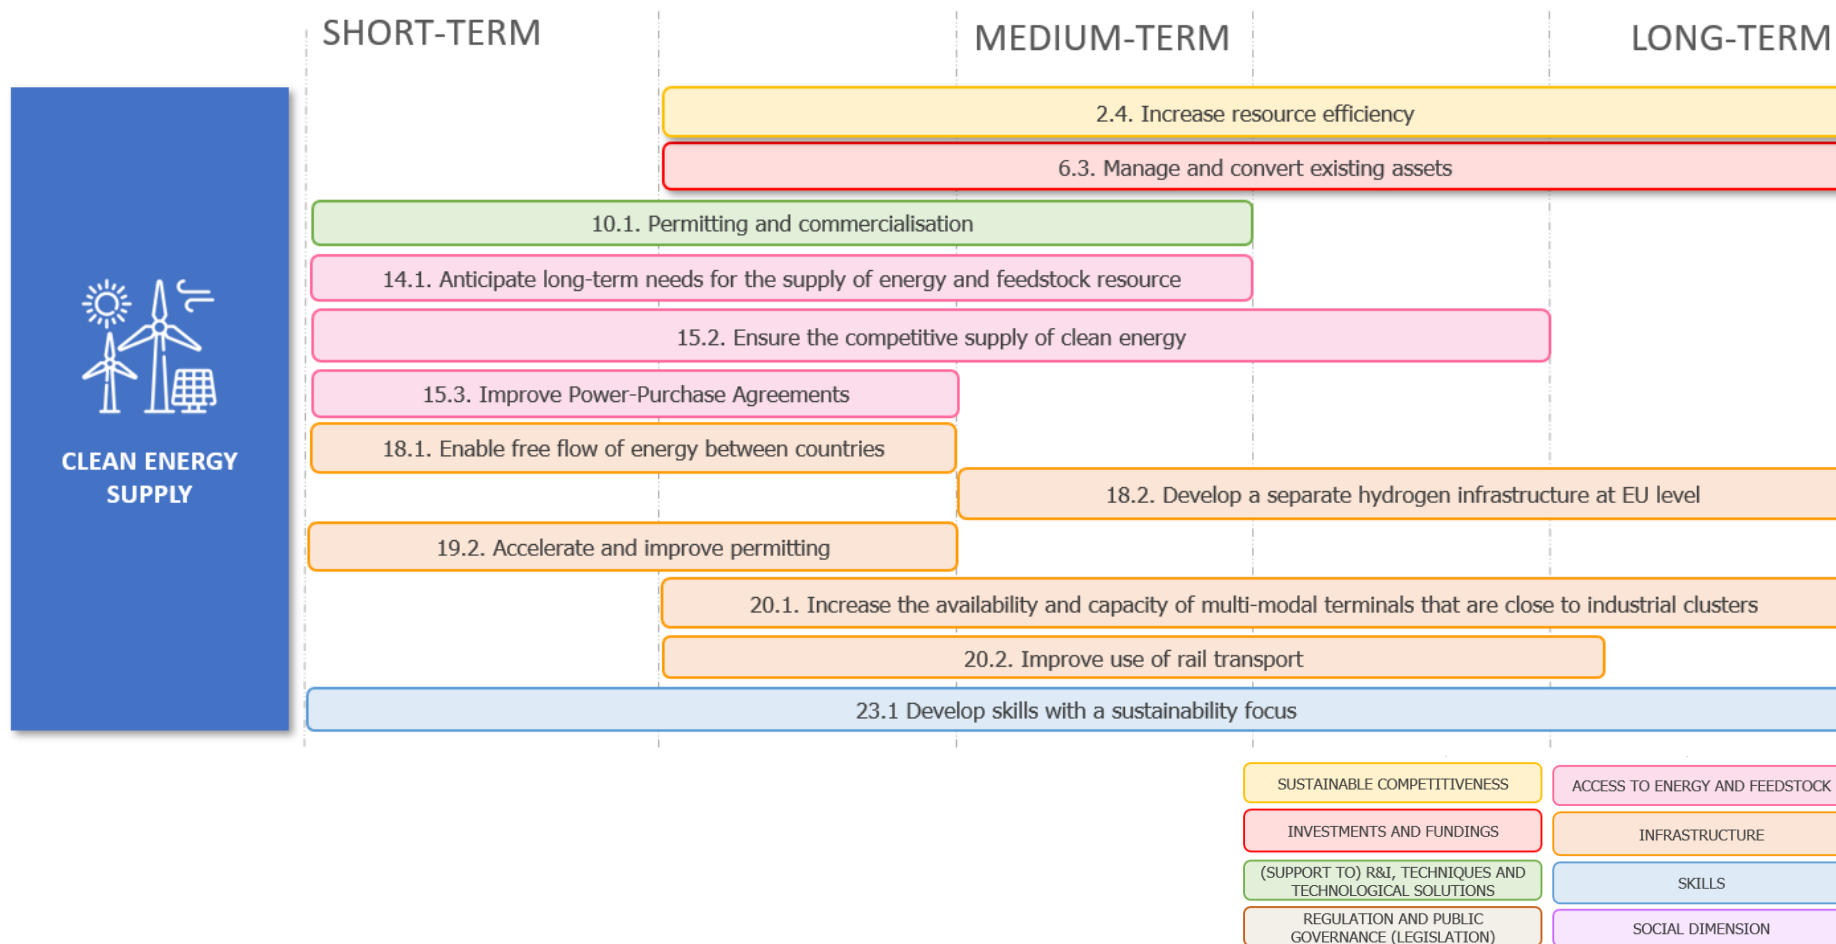 SHORT-TERM
MEDIUM-TERM
LONG-TERM
CLEAN ENERGY
SUPPLY
2.4. Increase resource efficiency
6.3. Manage and convert existing assets
10.1. Permitting and commercialisation
14.1. Anticipate long-term needs for the supply of energy and feedstock resource
15.2. Ensure the competitive supply of clean energy
15.3. Improve Power-Purchase Agreements
18.1. Enable free flow of energy between countries
18.2. Develop a separate hydrogen infrastructure at EU level
19.2. Accelerate and improve permitting
20.1. Increase the availability and capacity of multi-modal terminals that are close to industrial clusters
20.2. Improve use of rail transport
23.1 Develop skills with a sustainability focus
SUSTAINABLE COMPETITIVENESS
ACCESS TO ENERGY AND FEEDSTOCK
INVESTMENTS AND FUNDINGS
INFRASTRUCTURE
(SUPPORT TO) R&I, TECHNIQUES AND
TECHNOLOGICAL SOLUTIONS
SKILLS
REGULATION AND PUBLIC
GOVERNANCE (LEGISLATION)
SOCIAL DIMENSION